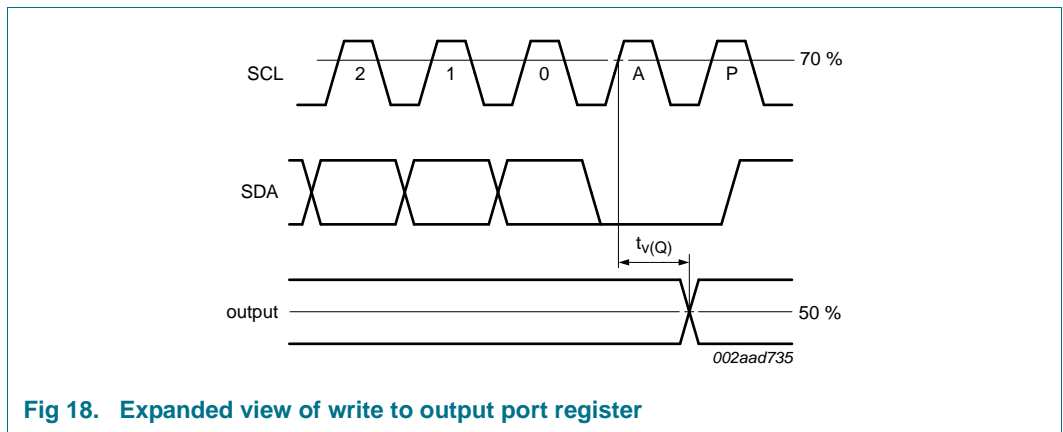 SCL 2 1 0 A P 70 %
SDA
tv(Q)
output 50 %
002aad735
Fig 18. Expanded view of write to output port register